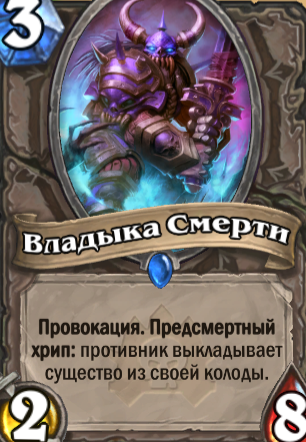 3
Владыка Смерти
Провокация. Предсмертный
хрип: противник выкладывает
существо из своей колоды.
2
8